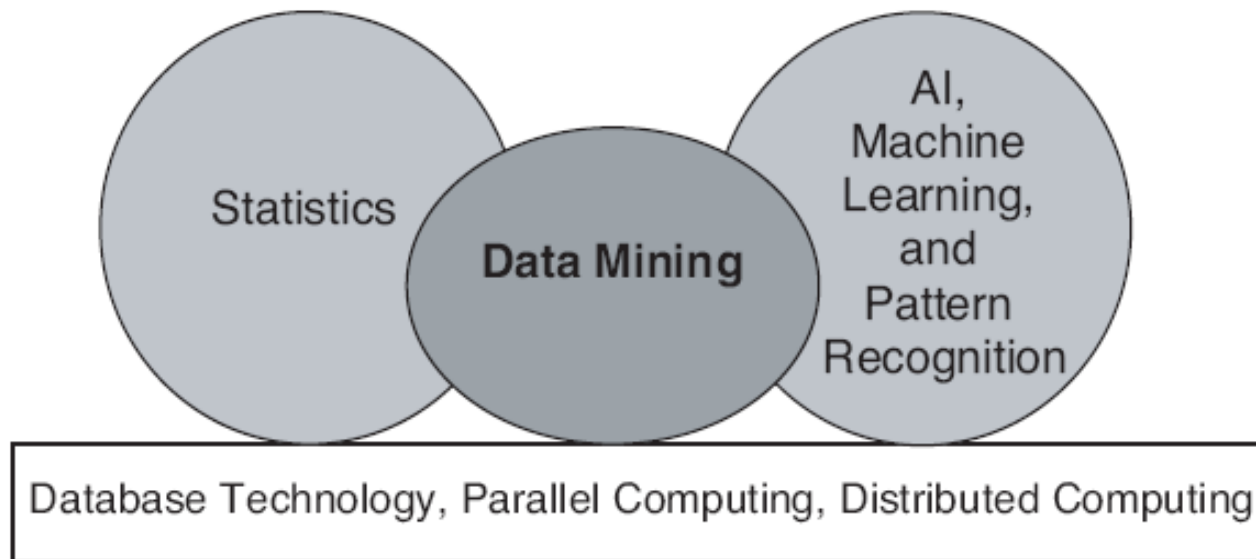 Statistics
Data Mining
AI,
Machine
Learning,
and
Pattern
Recognition
Database Technology, Parallel Computing, Distributed Computing